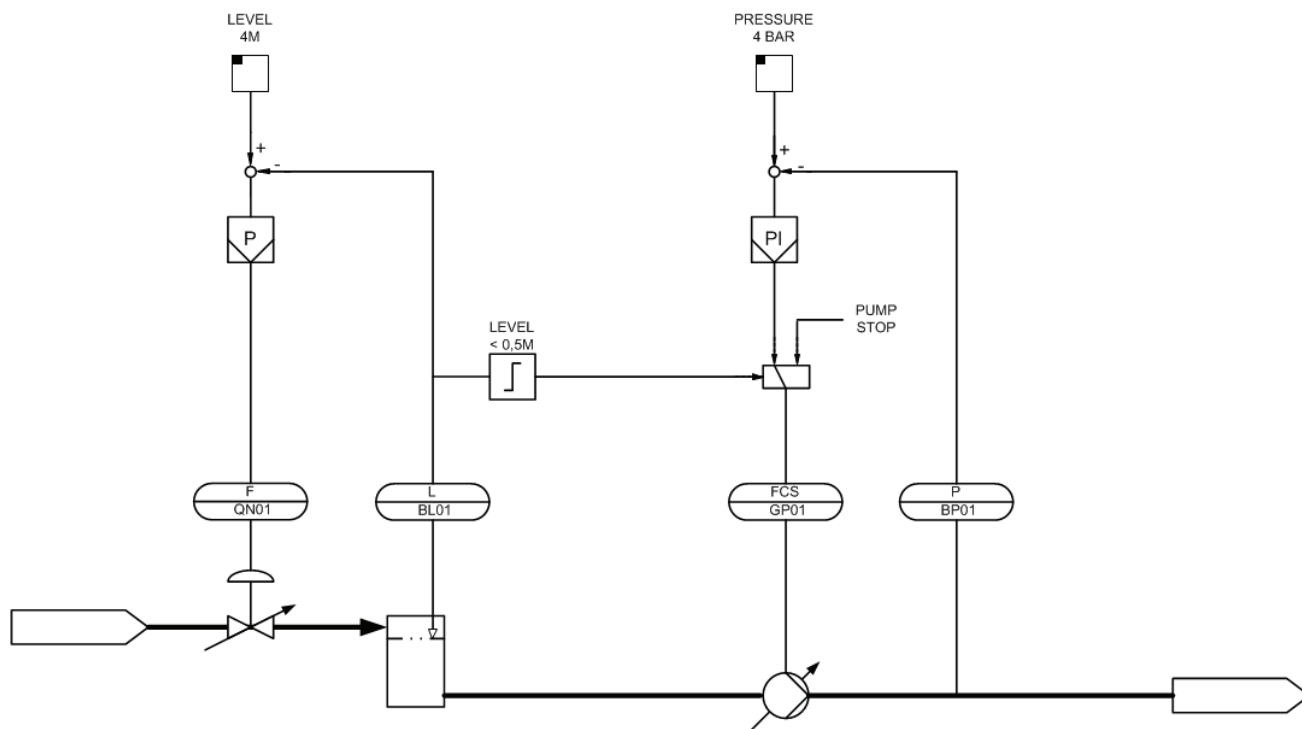 LEVEL
4M
PRESSURE
4 BAR
+
-
+
-
P
PI
PUMP
STOP
LEVEL
< 0,5M
F
QN01
L
BL01
FCS
GP01
P
BP01